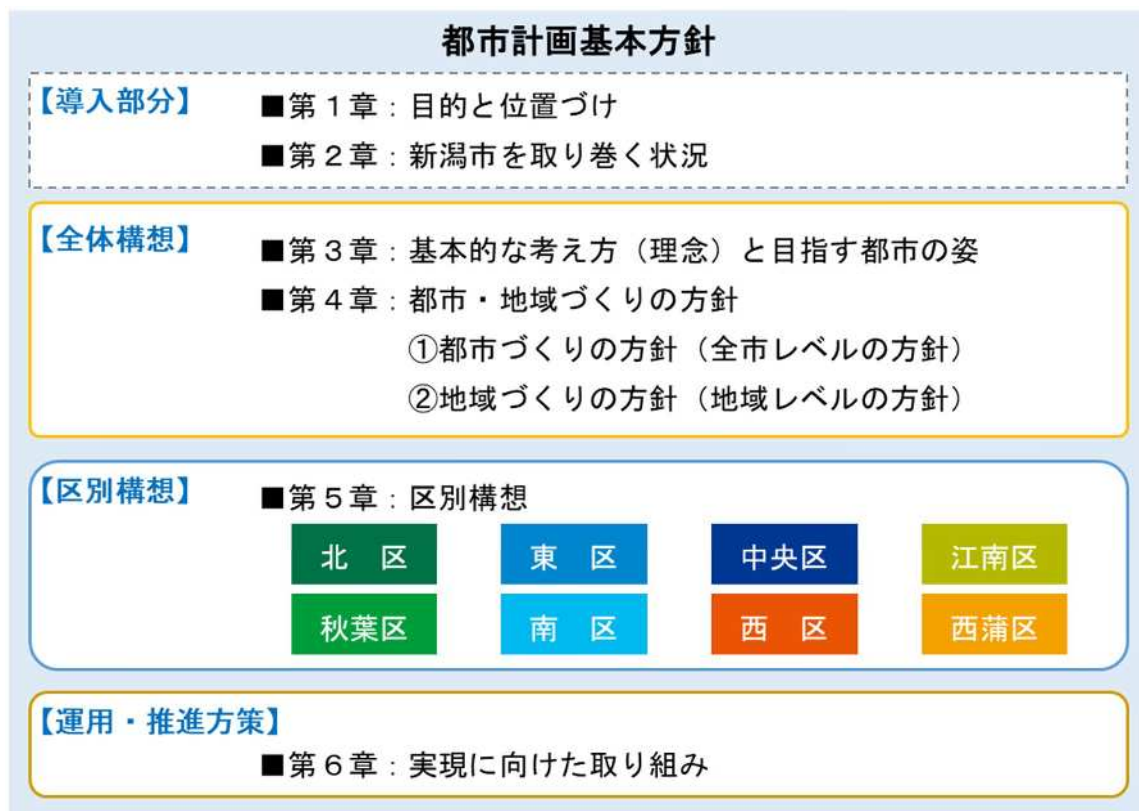 都市計画基本方針
【導入部分】 ■第１章：目的と位置づけ
■第２章：新潟市を取り巻く状況
【全体構想】 ■第３章：基本的な考え方（理念）と目指す都市の姿
■第４章：都市・地域づくりの方針
①都市づくりの方針（全市レベルの方針）
②地域づくりの方針（地域レベルの方針）
【区別構想】 ■第５章：区別構想
北　区 東　区 中央区 江南区
秋葉区 南　区 西　区 西蒲区
【運用・推進方策】
■第６章：実現に向けた取り組み